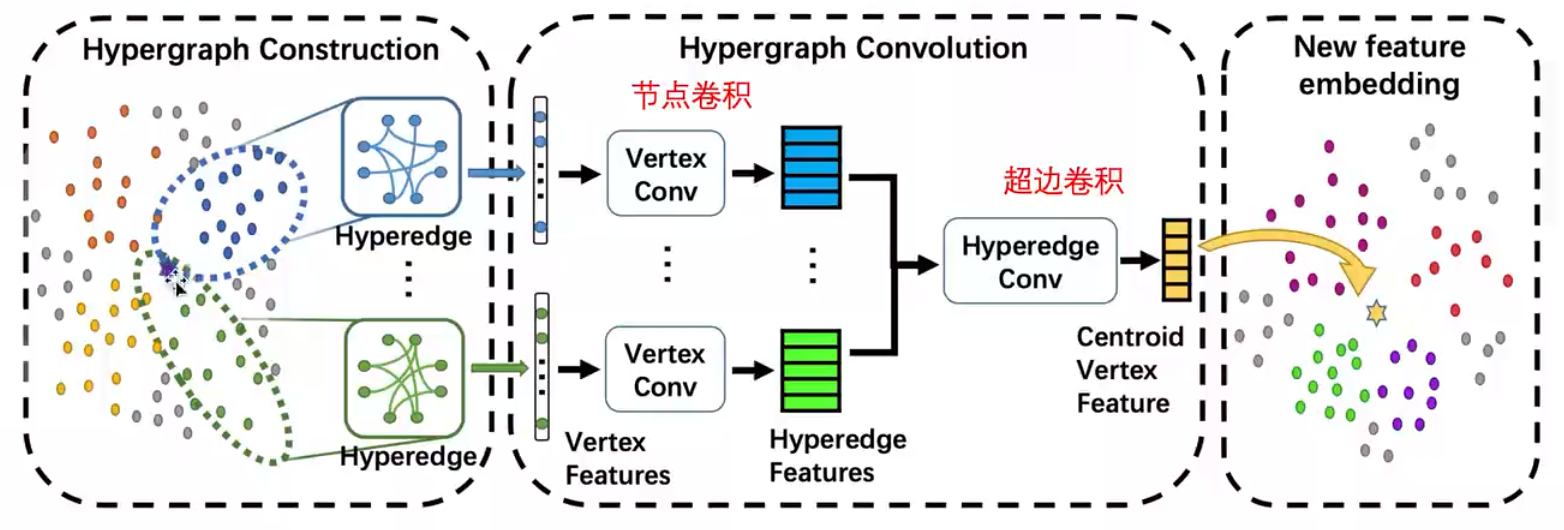 Hypergraph Construction
Hyperedge
Hyperedge
Hypergraph Convolution
节点卷积
Vertex
Conv
Vertex
Conv
Vertex
Features
Hyperedge
Features
超边卷积
Hyperedge
Conv
Centroid
Vertex
Feature
New feature
embedding